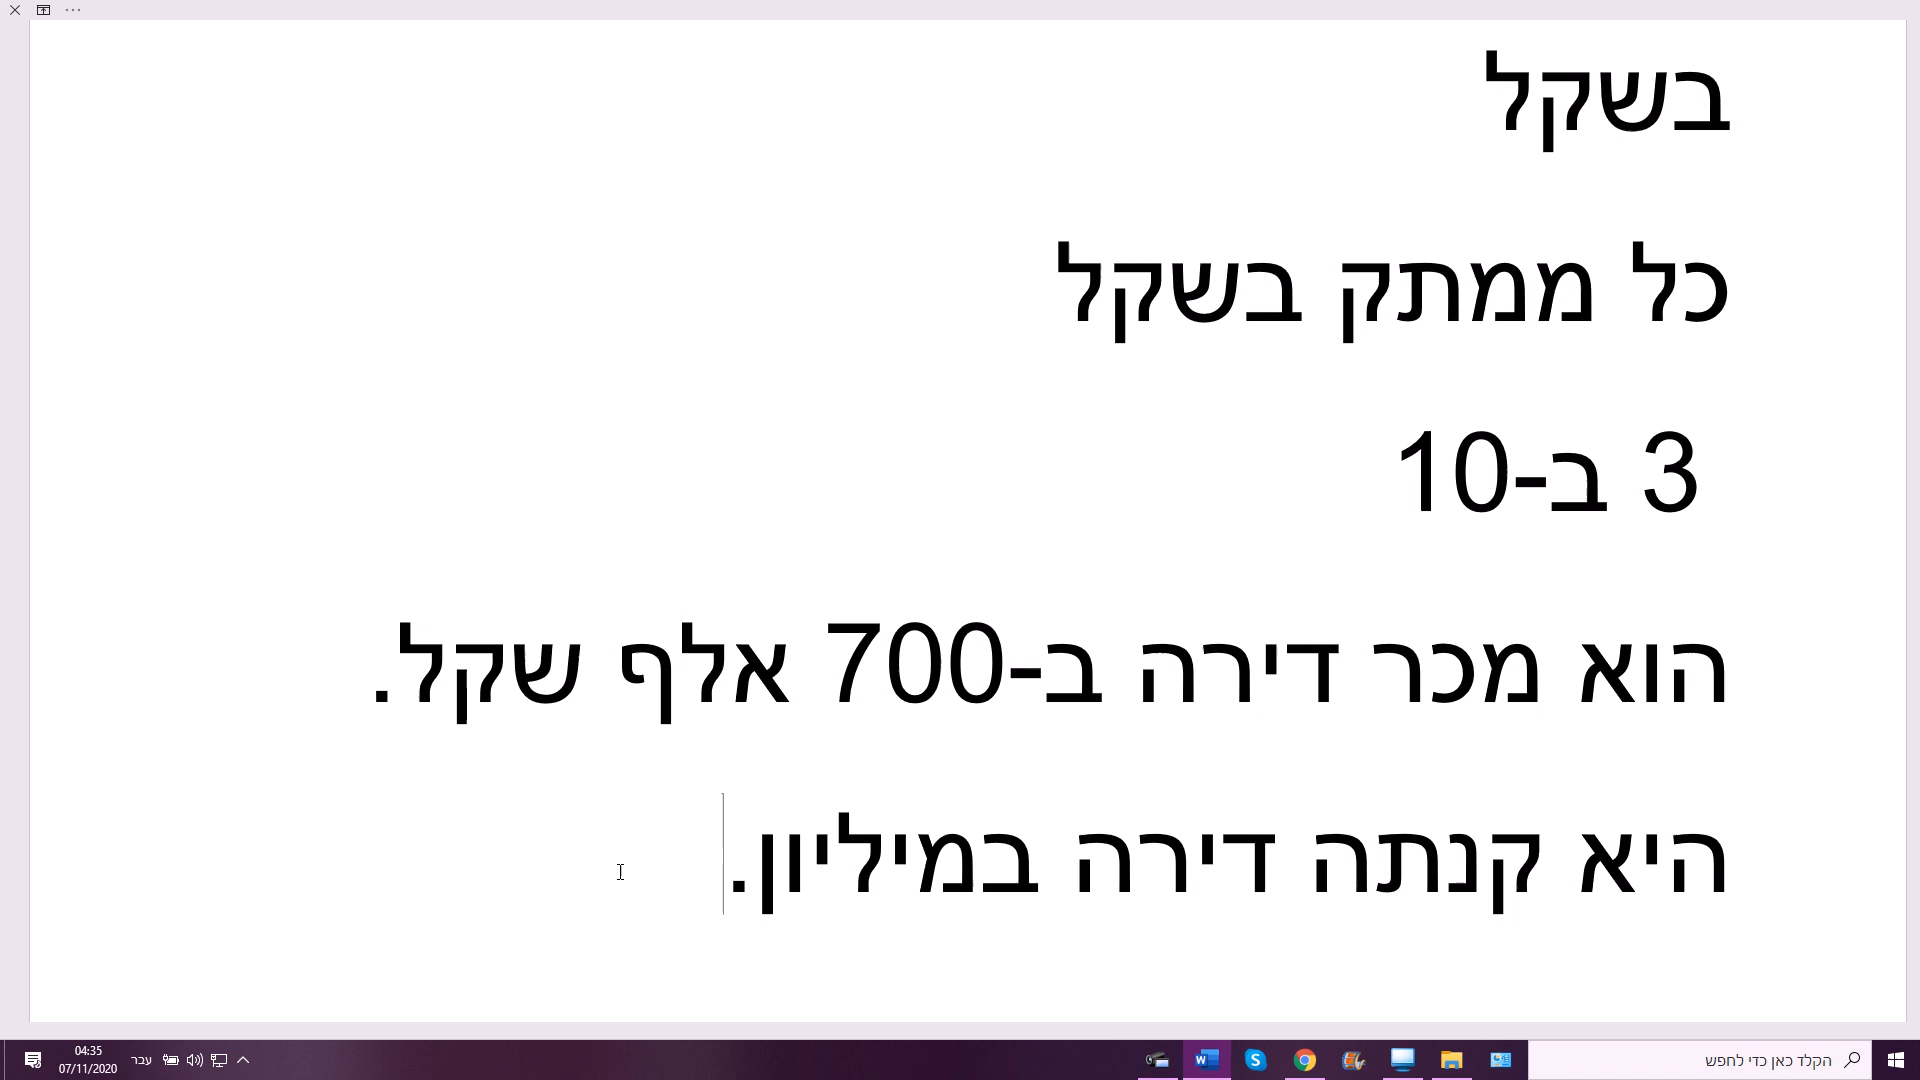 בשקל
כל ממתק בשקל
3 ב-10
הוא מכר דירה ב-700 אלף שקל.
היא קנתה דירה במיליון.
הקלד כאן כדי לחפש
עבר
04:35
07/11/2020